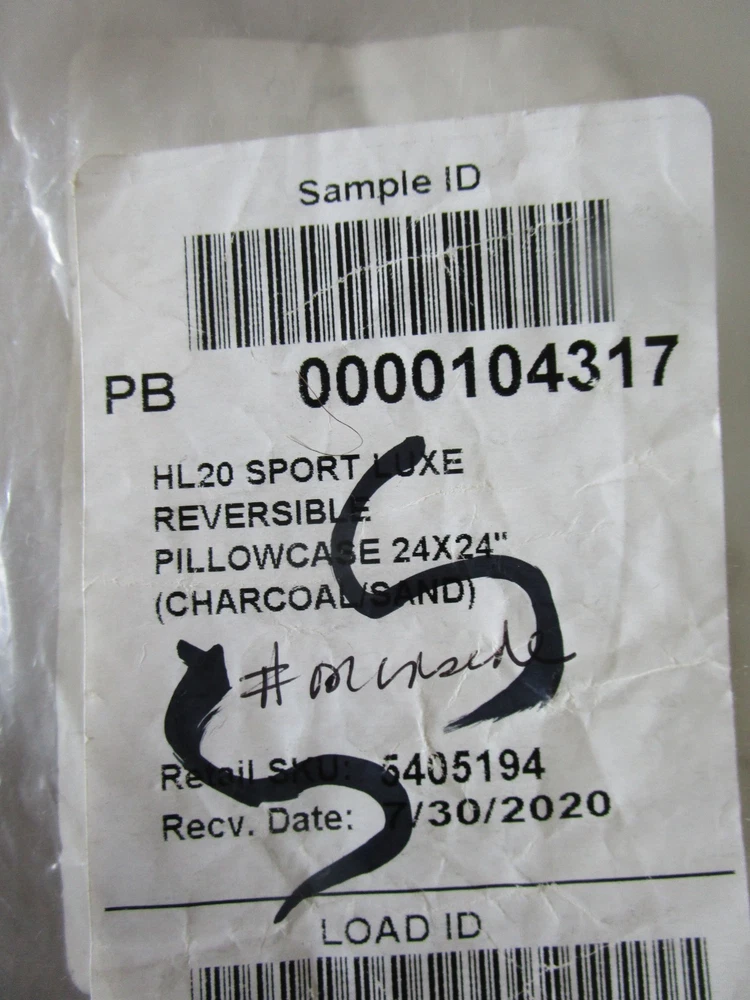 Sample ID
PB 0000104317
HL20 SPORT LUXE
REVERSIBLE
PILLOWCASE 24X24"
(CHARCOAL/SAND)
Retail SKU: 5405194
Recv. Date: 7/30/2020
LOAD ID